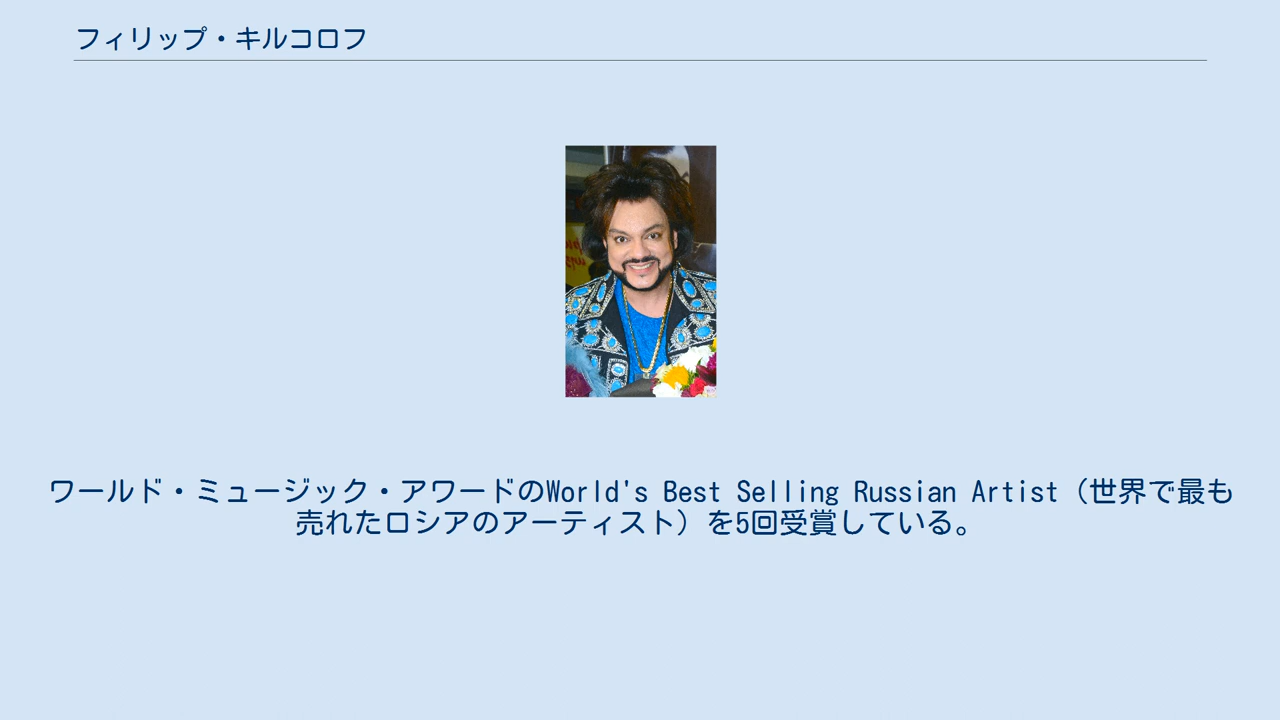 フィリップ・キルコロフ
ワールド・ミュージック・アワードのWorld's Best Selling Russian Artist（世界で最も
売れたロシアのアーティスト）を5回受賞している。